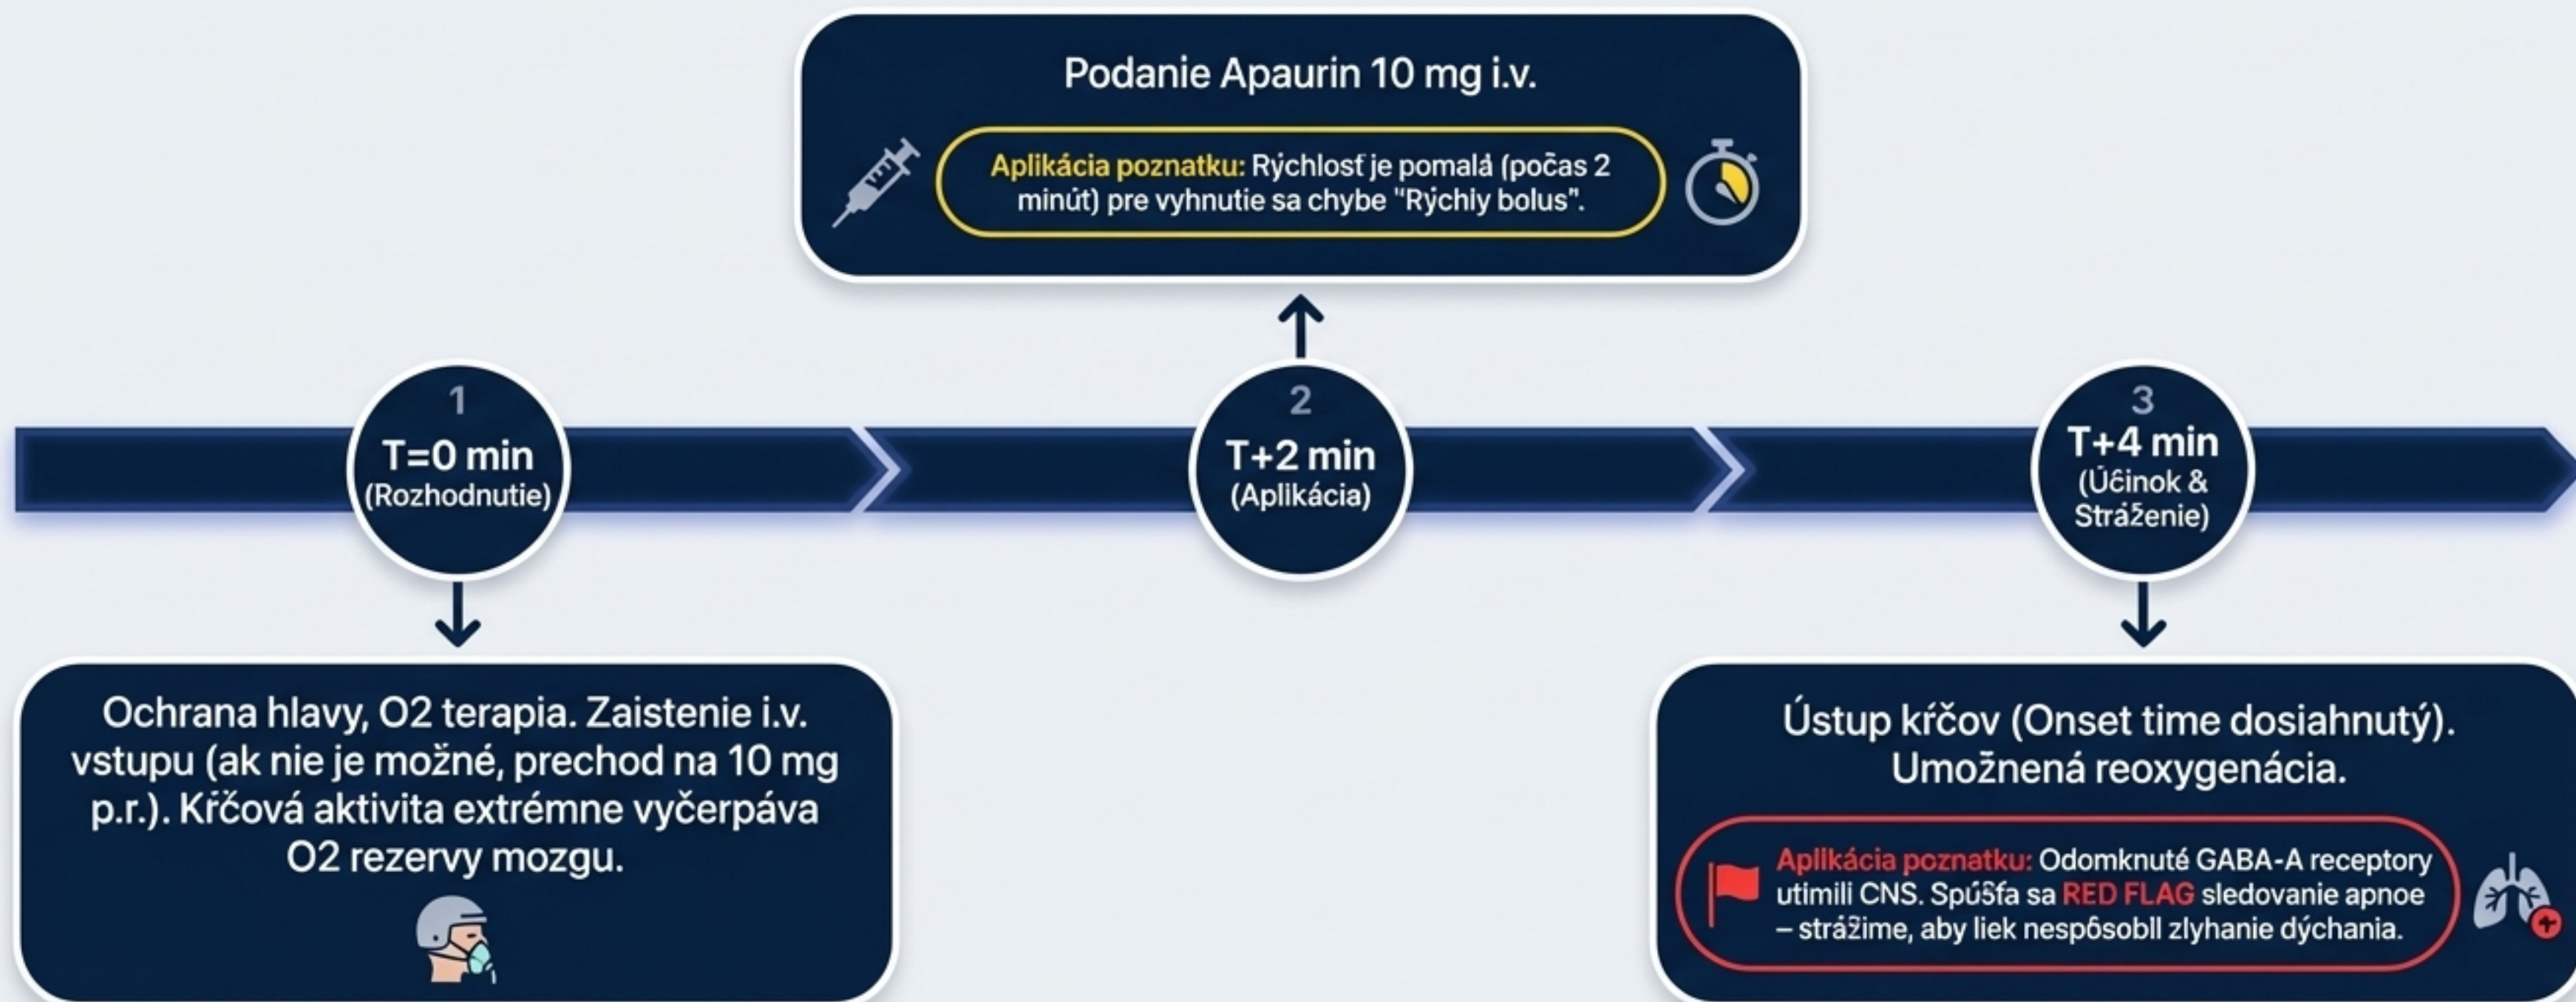 Podanie Apaurin 10 mg i.v.
Aplikácia poznatku: Rýchlosť je pomalá (počas 2
minút) pre vyhnutie sa chybe "Rýchly bolus".
1
T=0 min
(Rozhodnutie)
2
T+2 min
(Aplikácia)
3
T+4 min
(Účinok &
Stráženie)
Ochrana hlavy, O2 terapia. Zaistenie i.v.
vstupu (ak nie je možné, prechod na 10 mg
p.r.). Kŕčová aktivita extrémne vyčerpáva
O2 rezervy mozgu.
Ústup kŕčov (Onset time dosiahnutý).
Umožnená reoxygenácia.
Aplikácia poznatku: Odomknuté GABA-A receptory
utimili CNS. Spúšťa sa RED FLAG sledovanie apnoe
– strážime, aby liek nespôsobil zlyhanie dýchania.